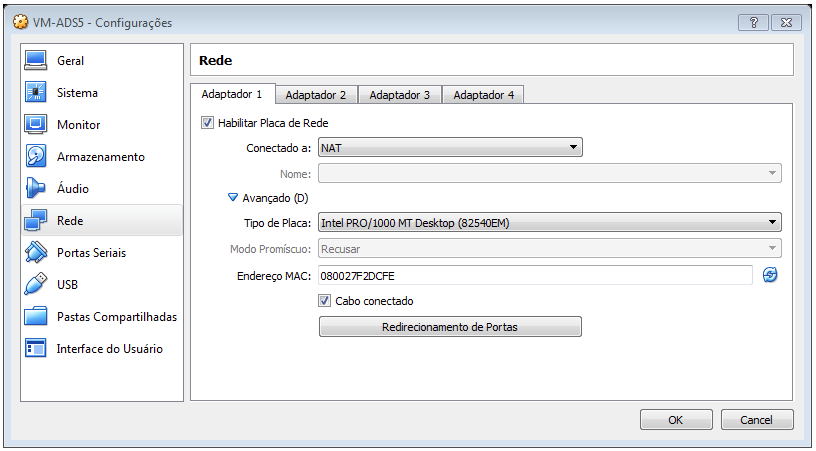 VM-ADS5 - Configurações
?
Geral
Sistema
Monitor
Armazenamento
Áudio
Rede
Portas Seriais
USB
Pastas Compartilhadas
Interface do Usuário
Rede
Adaptador 1 Adaptador 2 Adaptador 3 Adaptador 4
Habilitar Placa de Rede
Conectado a: NAT
Nome:
Avançado (D)
Tipo de Placa: Intel PRO/1000 MT Desktop (82540EM)
Modo Promíscuo: Recusar
Endereço MAC: 080027F2DCFE
Cabo conectado
Redirecionamento de Portas
OK Cancel